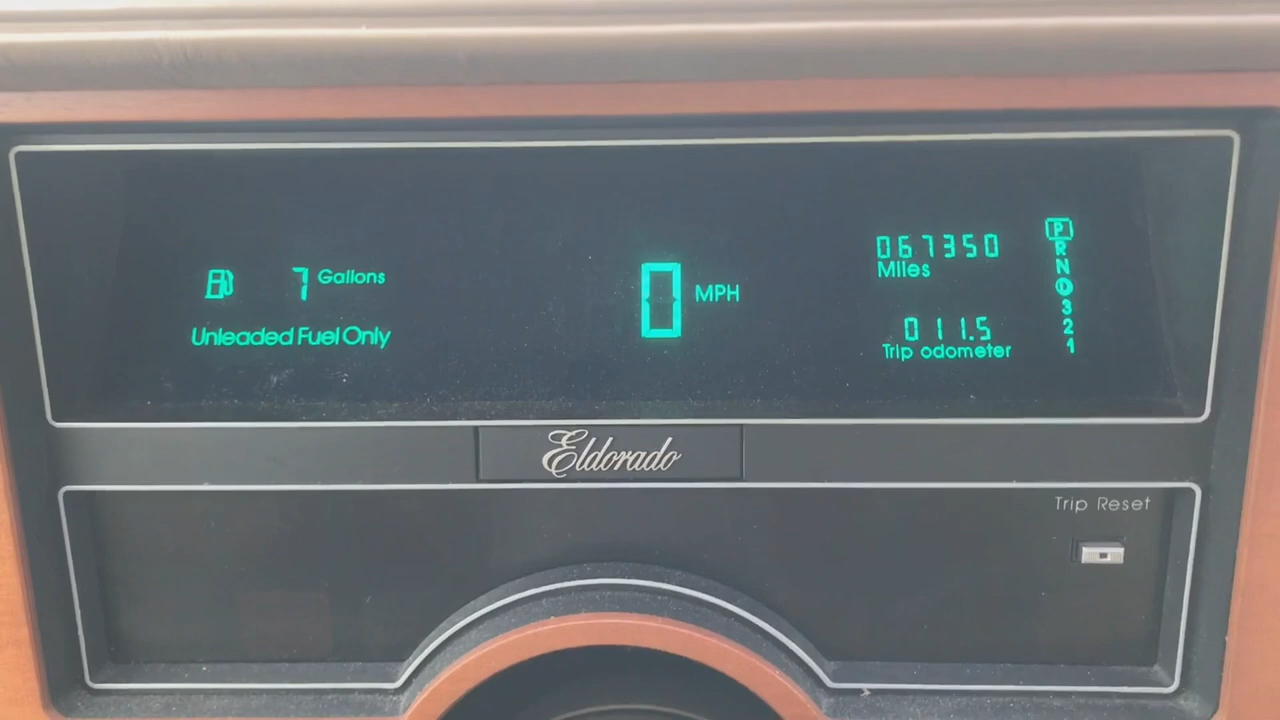 7 Gallons
Unleaded Fuel Only
0 MPH
067350
Miles
011.5
Trip odometer
P
R
N
D
3
2
1
Eldorado
Trip Reset